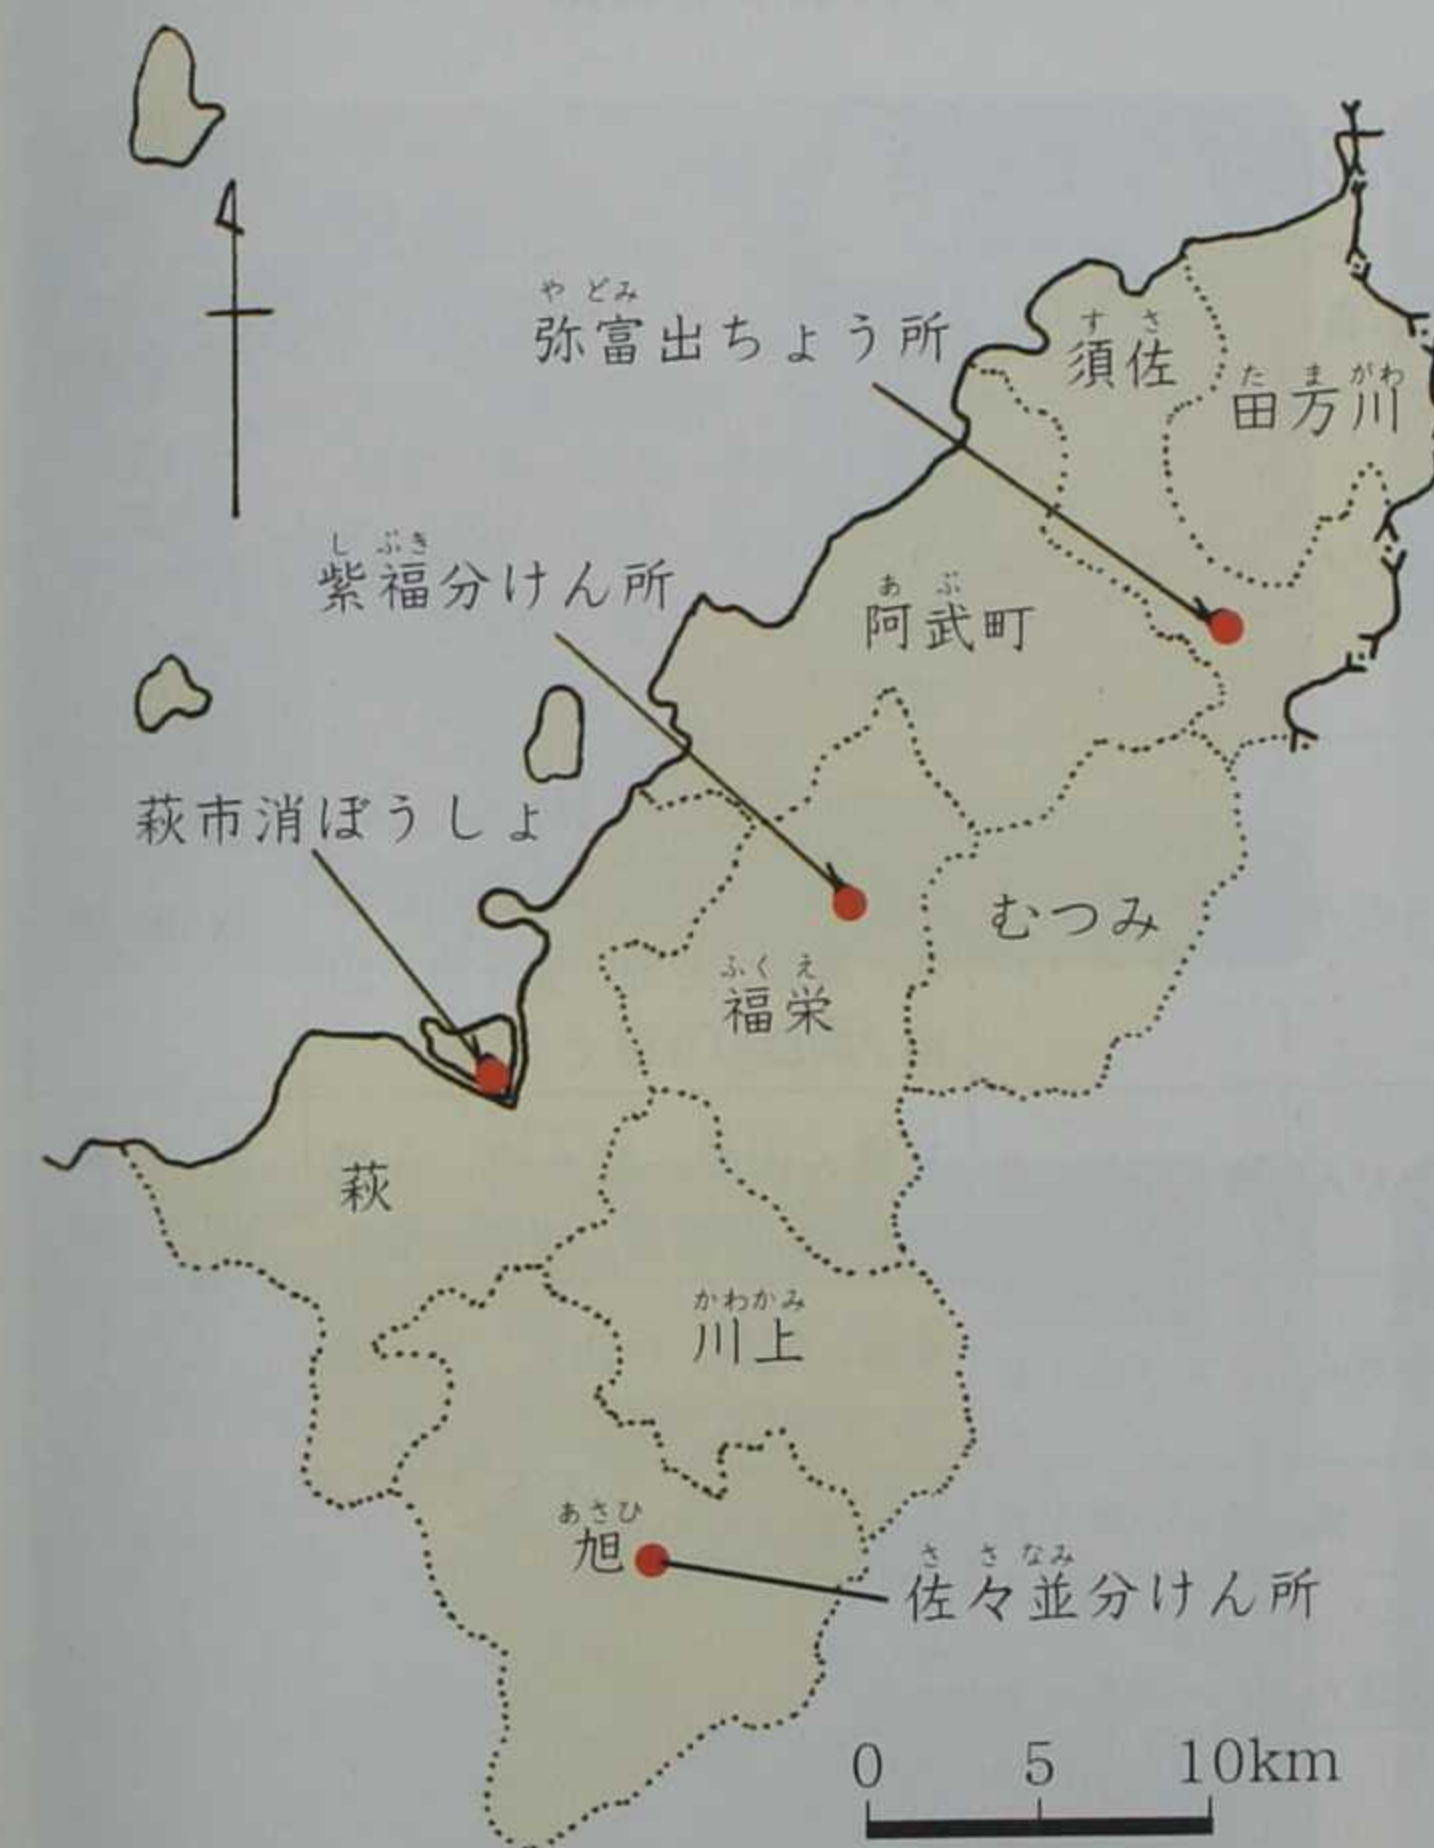 やどみ
弥富出ちょう所
すさ
須佐
たまがわ
田万川
しぶき
紫福分けん所
あぶ
阿武町
萩市消ぼうしょ
むつみ
ふくえ
福栄
萩
かわかみ
川上
あさひ
旭
ささなみ
佐々並分けん所
0 5 10km